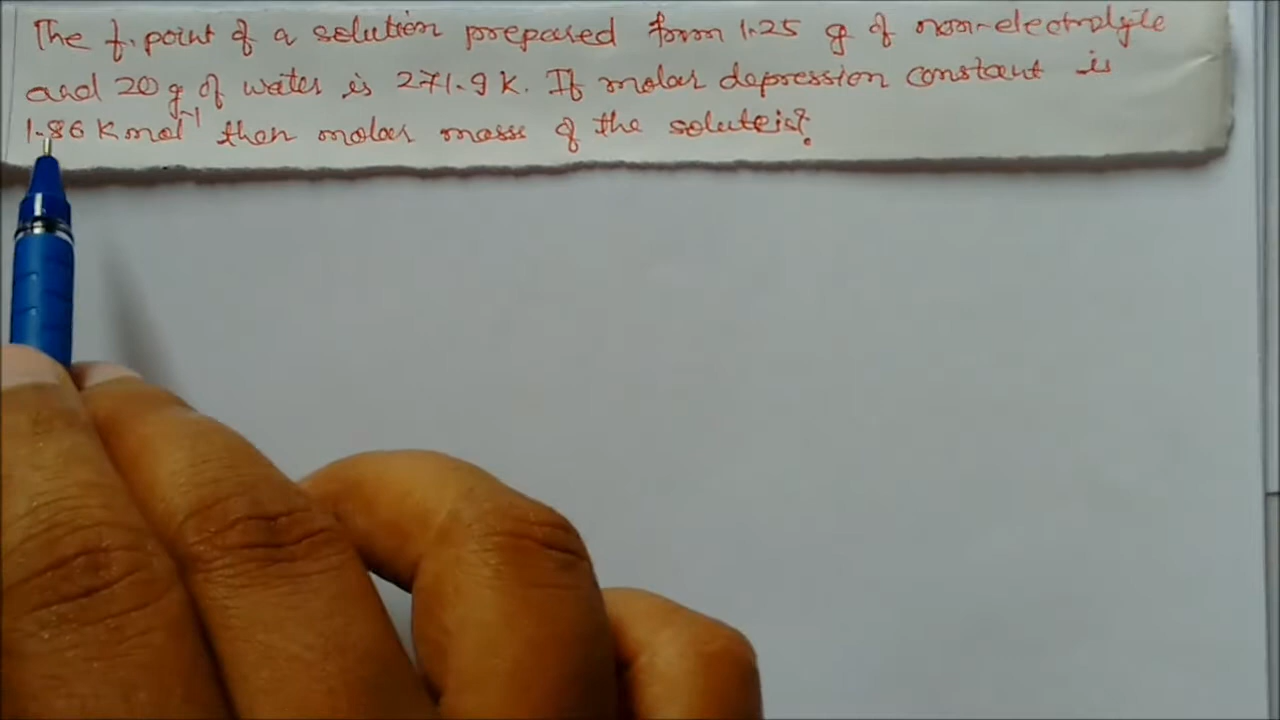 The f. point of a solution prepared from 1.25 g of non-electrolyte
and 20 g of water is 271.9 K. If molar depression constant is
1.86 K mol⁻¹ then molar mass of the solute is?